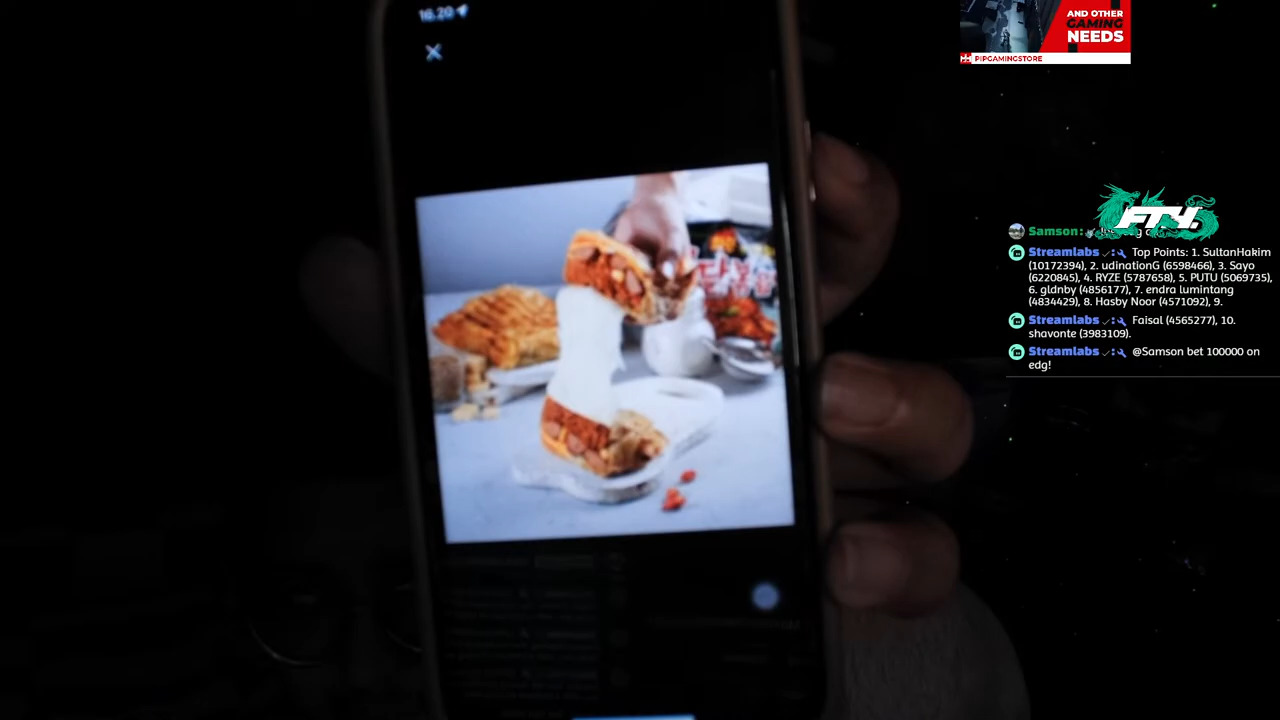 16.20
AND OTHER
GAMING
NEEDS
PIPGAMINGSTORE
FTY.
Samson:
Streamlabs : Top Points: 1. SultanHakim
(10172394), 2. udinationG (6598466), 3. Sayo
(6220845), 4. RYZE (5787658), 5. PUTU (5069735),
6. gldnby (4856177), 7. endra lumintang
(4834429), 8. Hasby Noor (4571092), 9.
Streamlabs : Faisal (4565277), 10.
shavonte (3983109).
Streamlabs : @Samson bet 100000 on
edg!